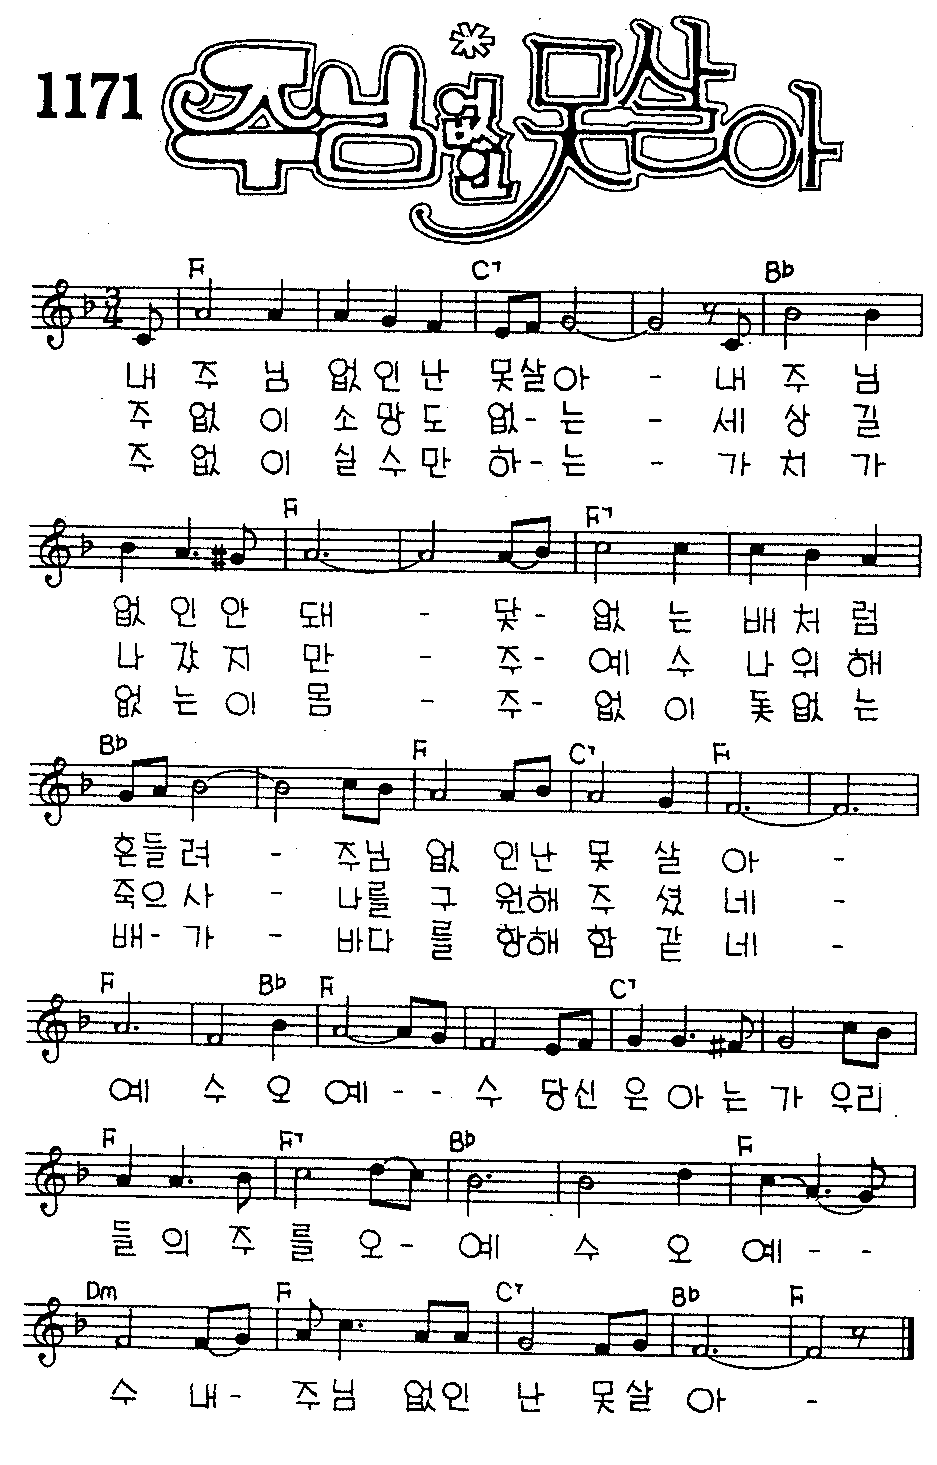 1171 주님 없인 못살아
F C7 Bb
내 주 님 없 인 난 못 살 아 - 내 주 님
주 없 이 소 망 도 없 - 는 - 세 상 길
주 없 이 실 수 만 하 - 는 - 가 처 가
F F7
없 인 안 돼 - 닻 - 없 는 배 처 럼
나 갔 지 만 - 주 - 예 수 나 위 해
없 는 이 몸 - 주 - 없 이 돛 없 는
Bb F C7 F
흔 들 려 - 주 님 없 인 난 못 살 아 -
죽 으 사 - 나 를 구 원 해 주 셨 네 -
배 - 가 - 바 다 를 항 해 함 같 네 -
F Bb F C7
예 수 오 예 - - 수 당 신 은 아 는 가 우 리
F F7 Bb F
들 의 주 를 오 - 예 수 오 예 - -
Dm F C7 Bb F
수 내 - 주 님 없 인 난 못 살 아 -